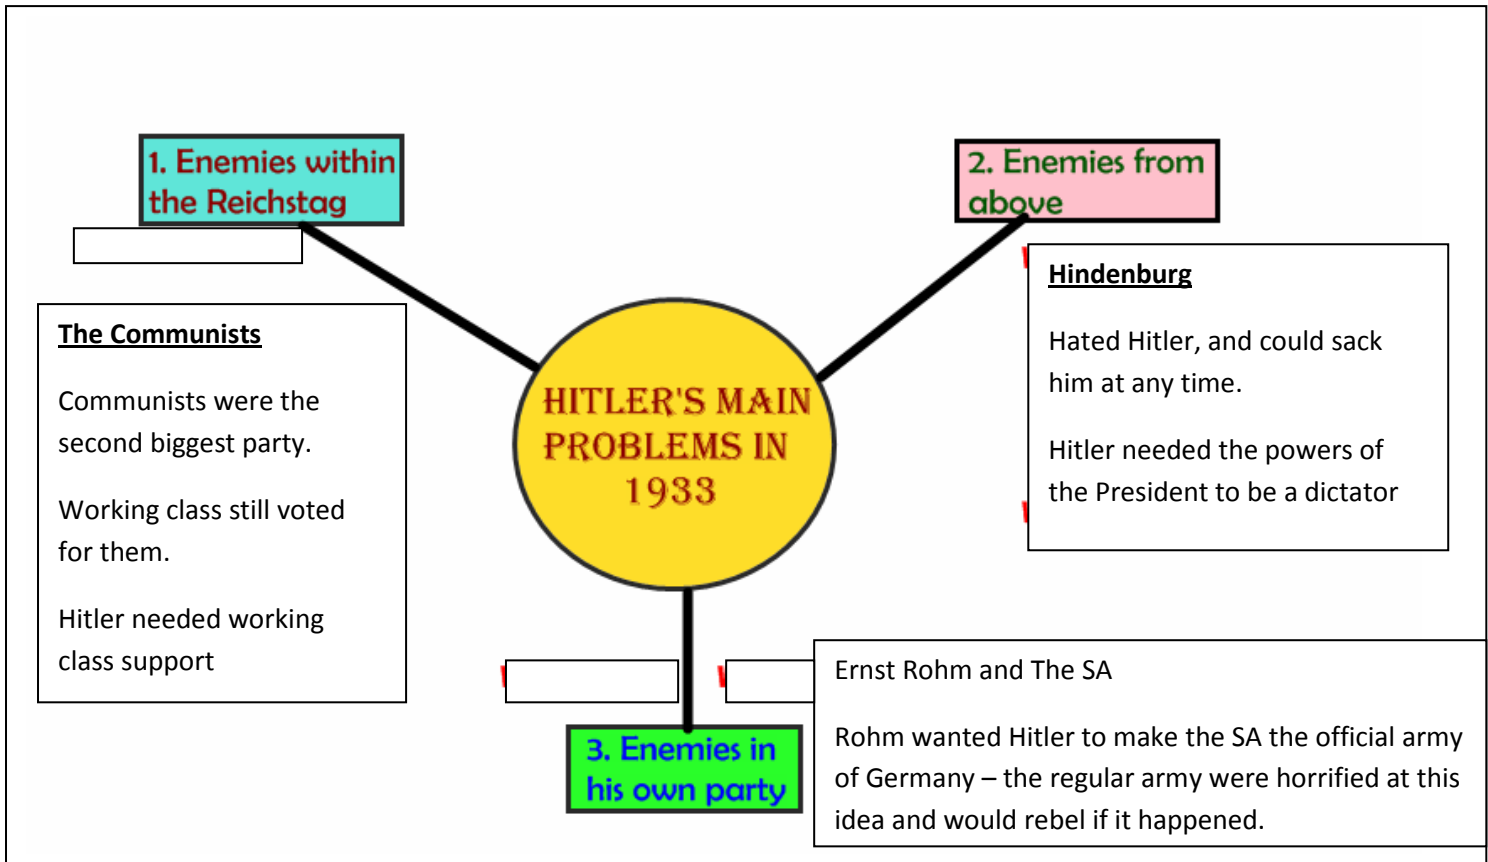 1. Enemies within
the Reichstag
2. Enemies from
above
The Communists
Communists were the
second biggest party.
Working class still voted
for them.
Hitler needed working
class support
Hindenburg
Hated Hitler, and could sack
him at any time.
Hitler needed the powers of
the President to be a dictator
HITLER'S MAIN
PROBLEMS IN
1933
3. Enemies in
his own party
Ernst Rohm and The SA
Rohm wanted Hitler to make the SA the official army
of Germany – the regular army were horrified at this
idea and would rebel if it happened.